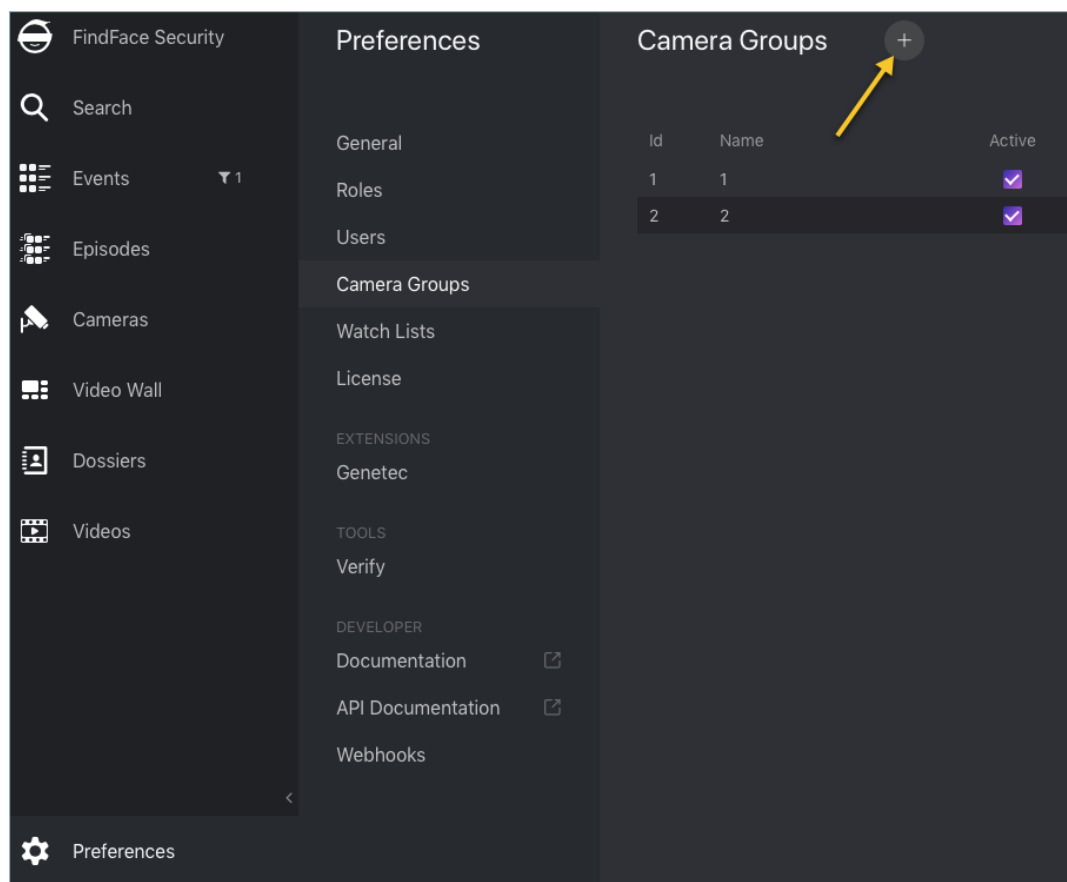 FindFace Security
Search
Events 1
Episodes
Cameras
Video Wall
Dossiers
Videos
Preferences
Preferences
General
Roles
Users
Camera Groups
Watch Lists
License
EXTENSIONS
Genetec
TOOLS
Verify
DEVELOPER
Documentation
API Documentation
Webhooks
Camera Groups +
Id Name Active
1 1
2 2